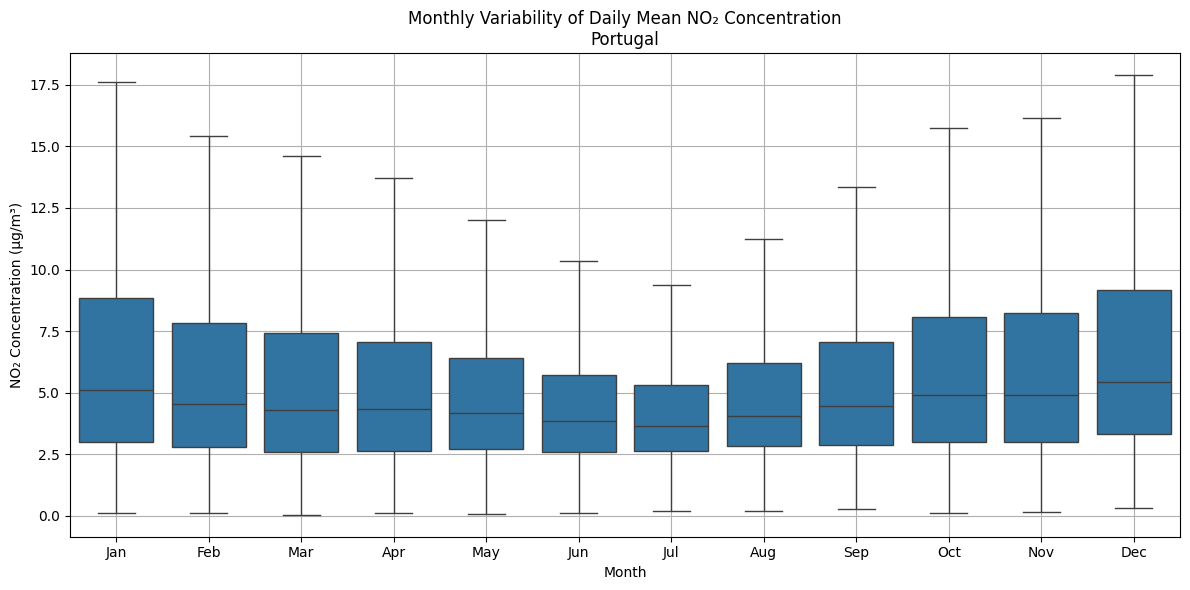 Monthly Variability of Daily Mean NO₂ Concentration
Portugal
NO₂ Concentration (µg/m³)
17.5
15.0
12.5
10.0
7.5
5.0
2.5
0.0
Jan Feb Mar Apr May Jun Jul Aug Sep Oct Nov Dec
Month